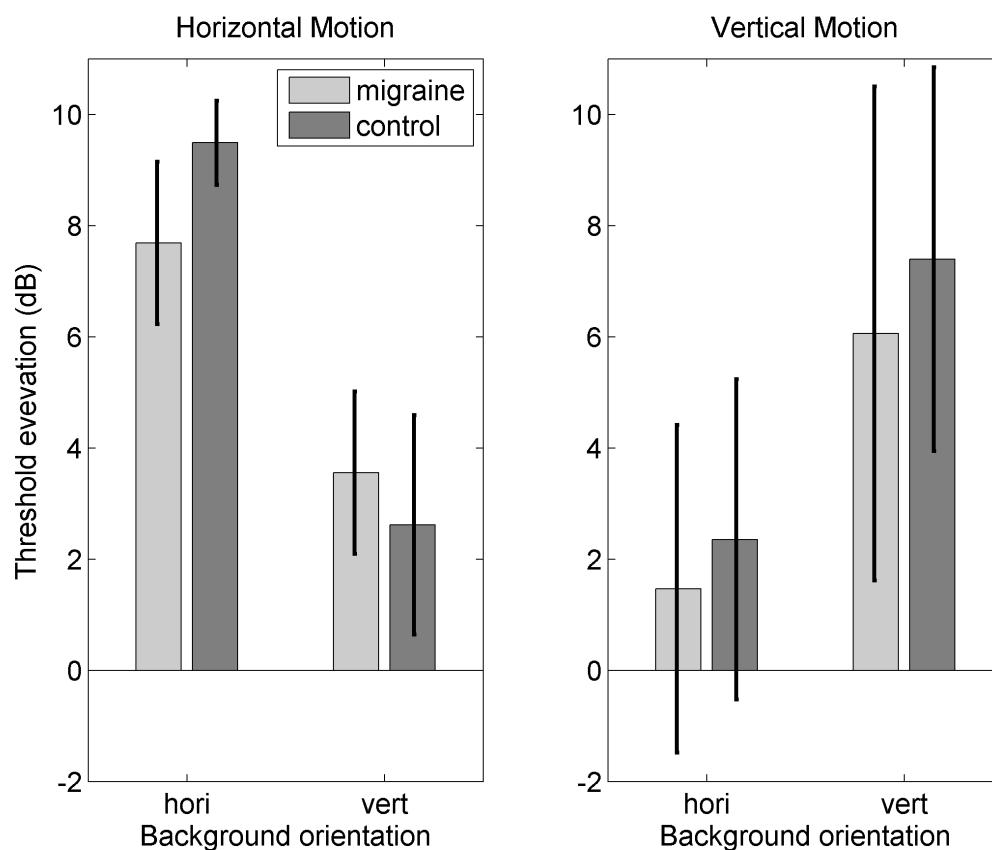 Horizontal Motion
Vertical Motion
migraine
control
Threshold evevation (dB)
10
8
6
4
2
0
-2
hori
vert
Background orientation
10
8
6
4
2
0
-2
hori
vert
Background orientation